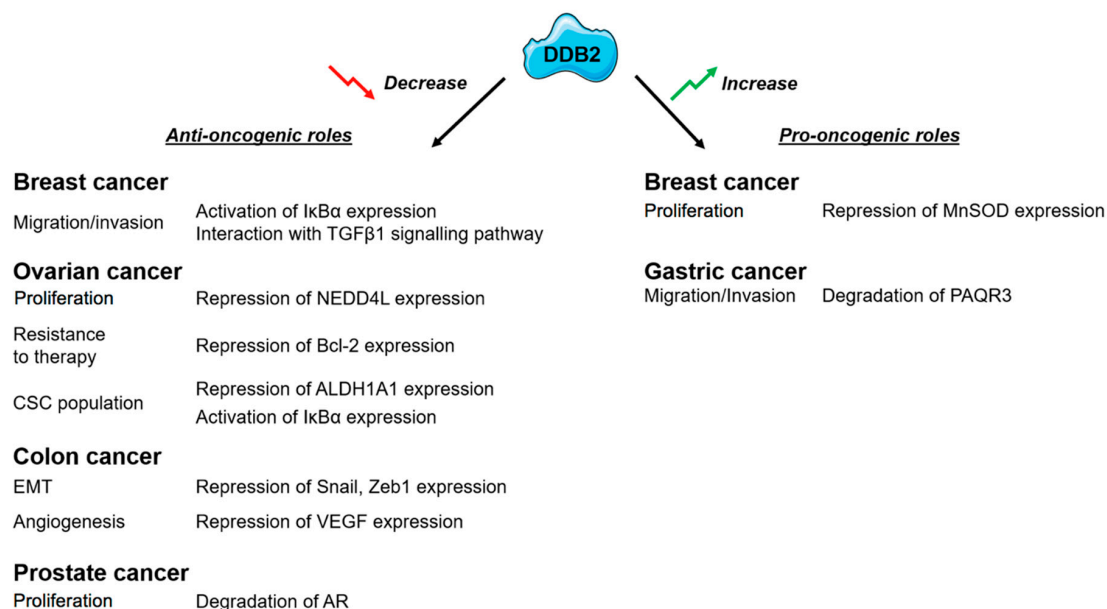 DDB2
Decrease
Increase
Anti-oncogenic roles
Breast cancer
Migration/invasion
Activation of IκBα expression
Interaction with TGFβ1 signalling pathway
Ovarian cancer
Proliferation
Repression of NEDD4L expression
Resistance
to therapy
Repression of Bcl-2 expression
CSC population
Repression of ALDH1A1 expression
Activation of IκBα expression
Colon cancer
EMT
Repression of Snail, Zeb1 expression
Angiogenesis
Repression of VEGF expression
Prostate cancer
Proliferation
Degradation of AR
Pro-oncogenic roles
Breast cancer
Proliferation
Repression of MnSOD expression
Gastric cancer
Migration/Invasion
Degradation of PAQR3